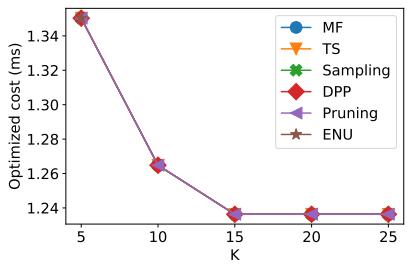 Optimized cost (ms)
1.34
1.32
1.30
1.28
1.26
1.24
5
10
15
20
25
K
MF
TS
Sampling
DPP
Pruning
ENU